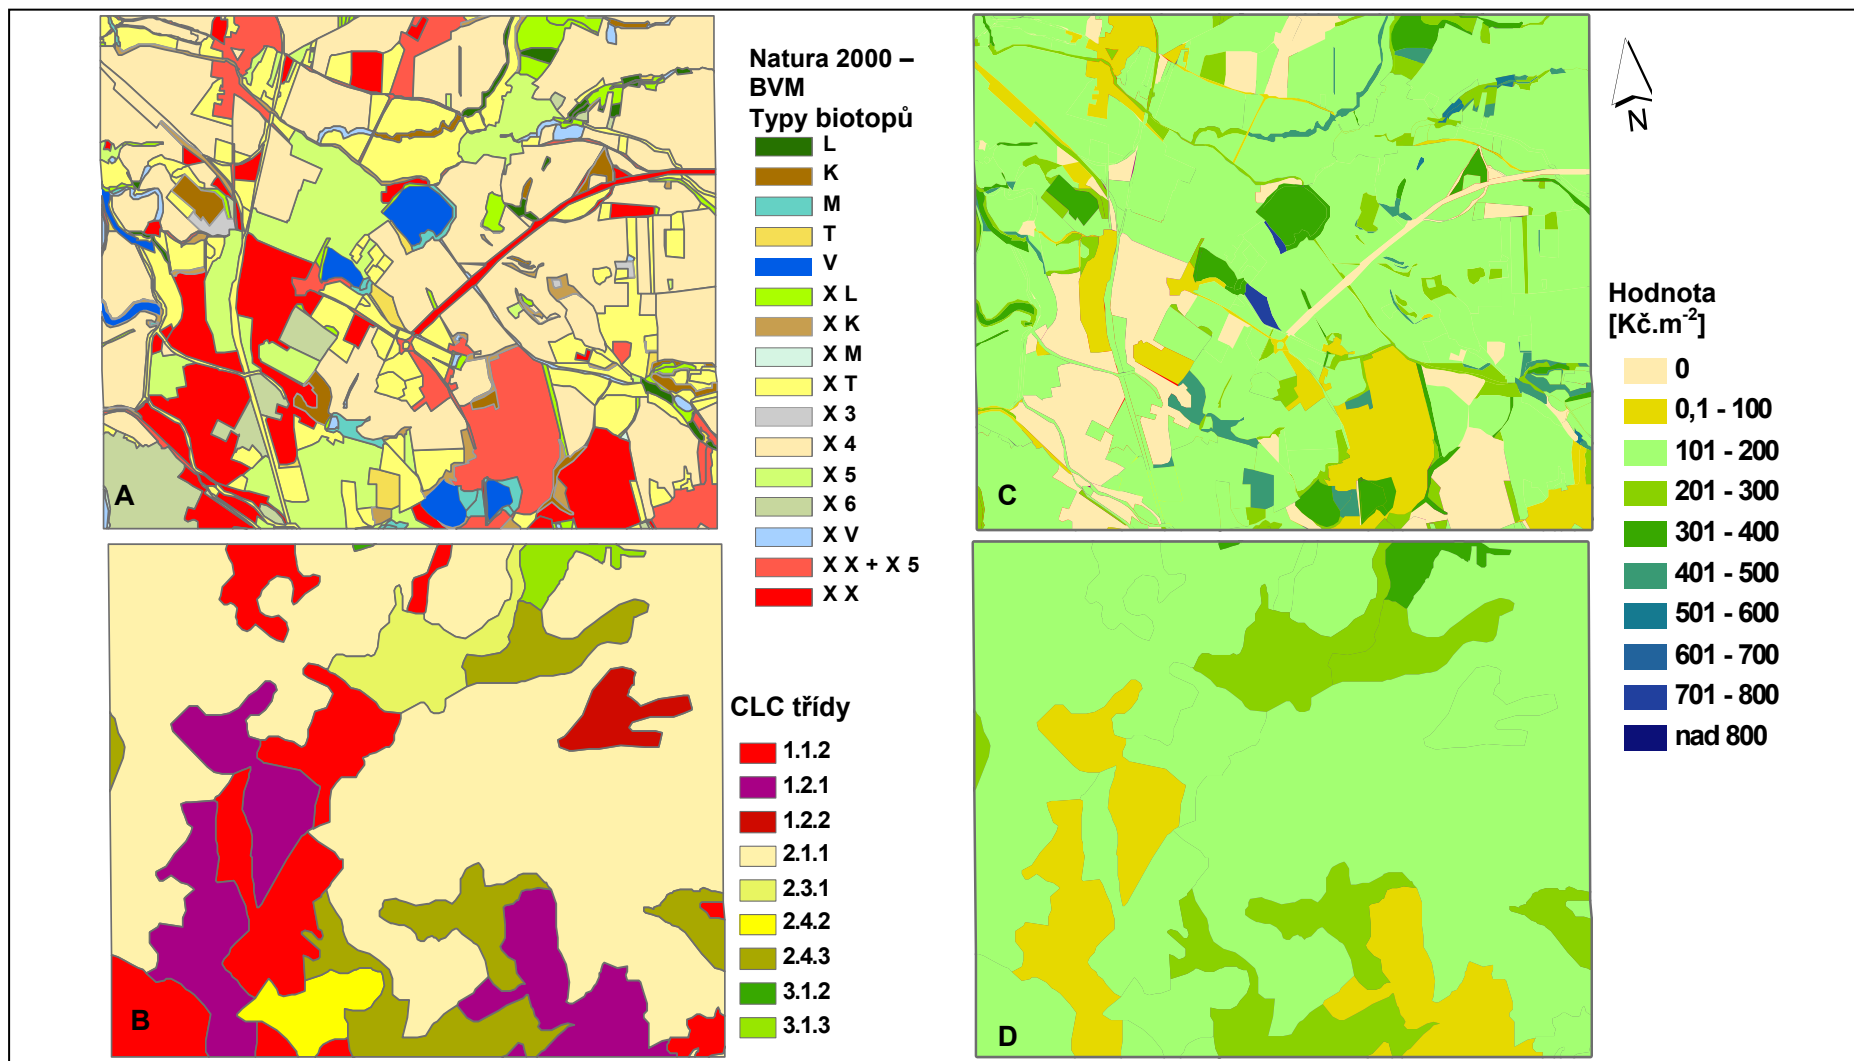 Natura 2000 –
BVM
Typy biotopů
L
K
M
T
V
X L
X K
X M
X T
X 3
X 4
X 5
X 6
X V
X X + X 5
X X
A
CLC třídy
1.1.2
1.2.1
1.2.2
2.1.1
2.3.1
2.4.2
2.4.3
3.1.2
3.1.3
B
C
N
Hodnota
[Kč.m⁻²]
0
0,1 - 100
101 - 200
201 - 300
301 - 400
401 - 500
501 - 600
601 - 700
701 - 800
nad 800
D